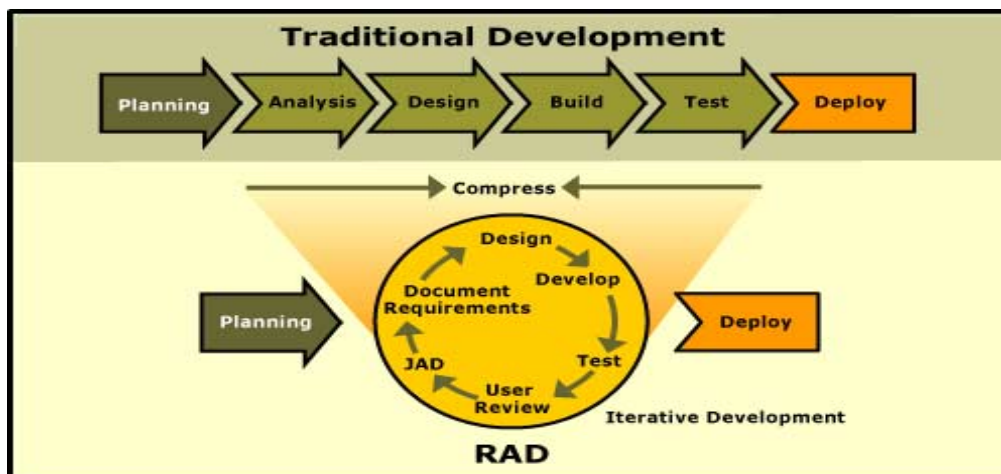 Traditional Development
Planning
Analysis
Design
Build
Test
Deploy
Compress
Design
Develop
Document
Requirements
Planning
Deploy
JAD
Test
User
Review
Iterative Development
RAD